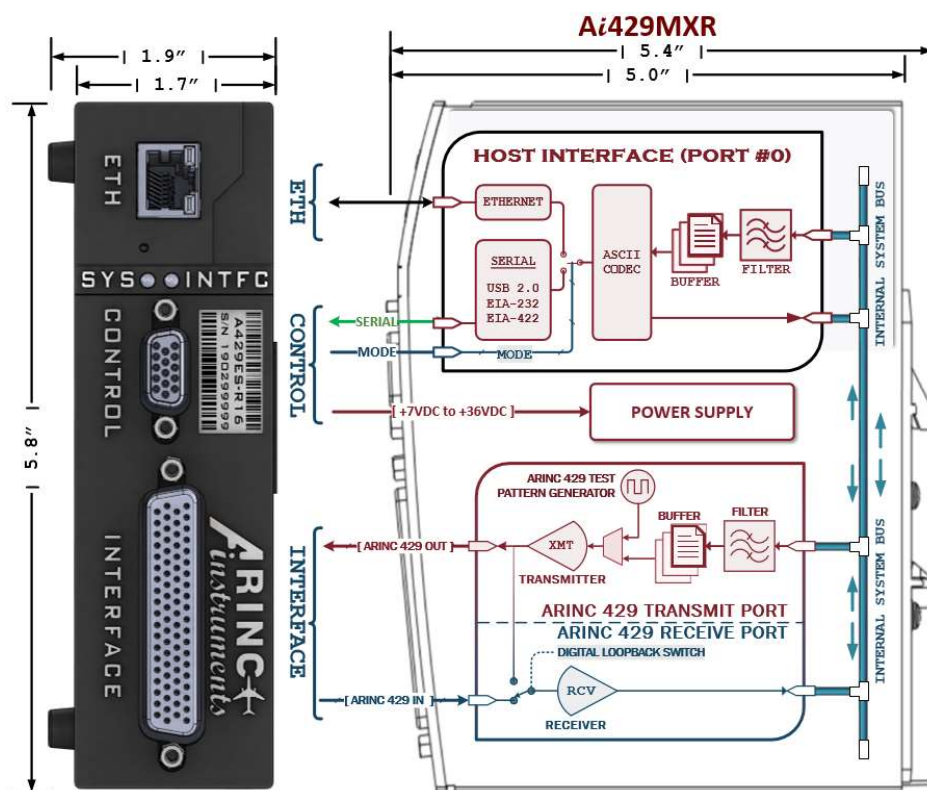 Ai429MXR
1.9"
5.4"
1.7"
5.0"
5.8"
ETH
SYS INTFC
CONTROL
A429ES-R16
S/N 190299999
INTERFACE
ARINC
instruments
ETH
CONTROL
INTERFACE
HOST INTERFACE (PORT #0)
ETHERNET
SERIAL
USB 2.0
EIA-232
EIA-422
ASCII
CODEC
BUFFER
FILTER
SERIAL
MODE
MODE
[ +7VDC to +36VDC ]
POWER SUPPLY
INTERNAL SYSTEM BUS
ARINC 429 TEST
PATTERN GENERATOR
BUFFER
FILTER
[ ARINC 429 OUT ]
XMT
TRANSMITTER
ARINC 429 TRANSMIT PORT
ARINC 429 RECEIVE PORT
DIGITAL LOOPBACK SWITCH
[ ARINC 429 IN ]
RCV
RECEIVER
INTERNAL SYSTEM BUS